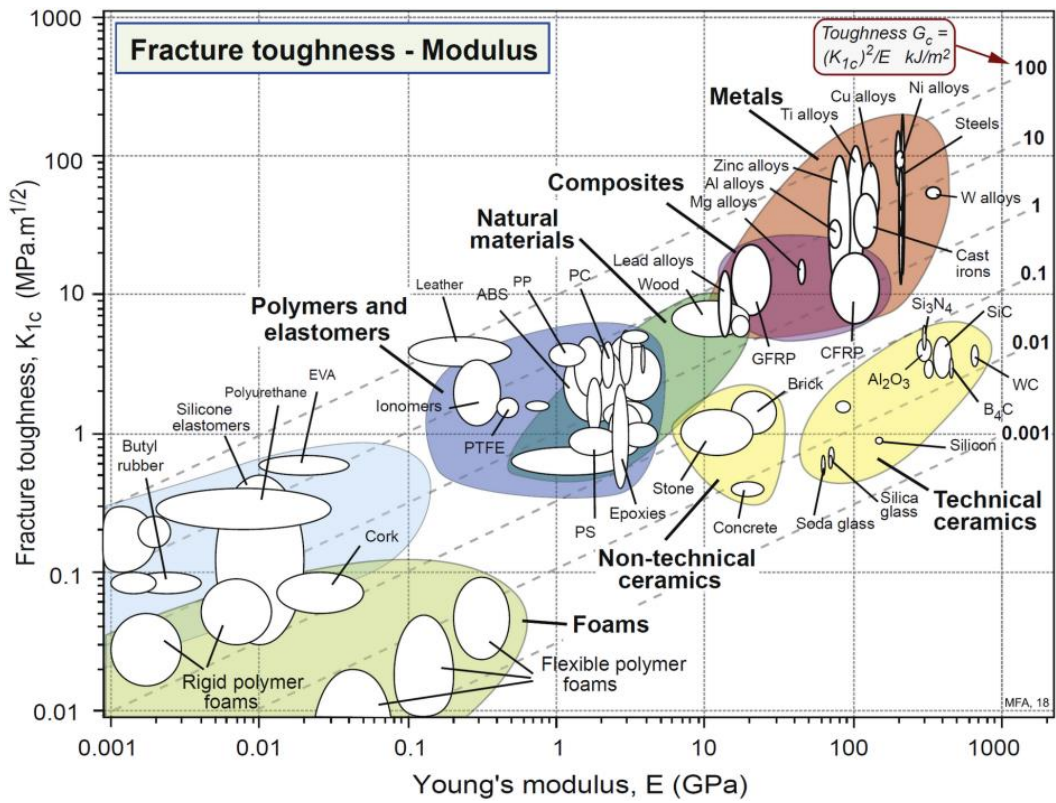 Fracture toughness - Modulus
Toughness G_c =
(K_1c)^2/E kJ/m^2
1000
100
10
1
0.1
0.01
Fracture toughness, K_1c (MPa.m^1/2)
100
10
1
0.1
0.01
0.001
Metals
Ti alloys
Cu alloys
Ni alloys
Steels
Zinc alloys
Al alloys
Mg alloys
W alloys
Cast
irons
Composites
Natural
materials
Lead alloys
Wood
GFRP
CFRP
Polymers and
elastomers
Leather
ABS
PP
PC
Ionomers
PTFE
PS
Epoxies
EVA
Polyurethane
Silicone
elastomers
Butyl
rubber
Cork
Si3N4
SiC
Al2O3
WC
B4C
Silicon
Brick
Stone
Concrete
Soda glass
Silica
glass
Technical
ceramics
Non-technical
ceramics
Foams
Rigid polymer
foams
Flexible polymer
foams
MFA, 18
0.001
0.01
0.1
1
10
100
1000
Young's modulus, E (GPa)